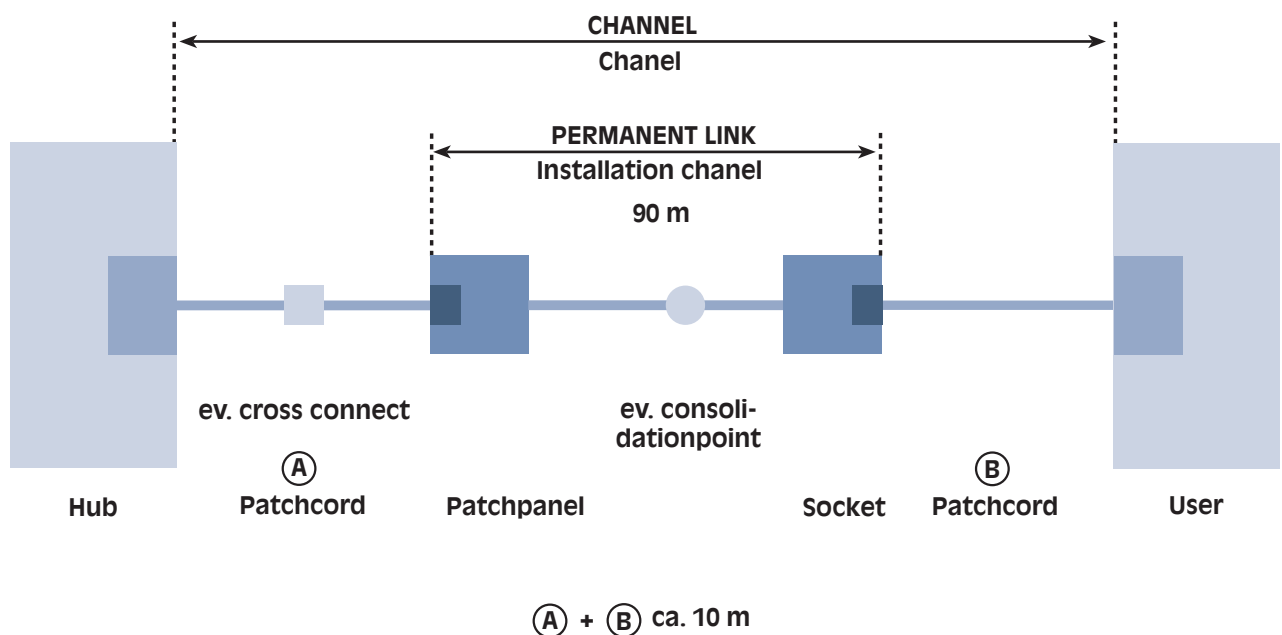 CHANNEL
Chanel
PERMANENT LINK
Installation chanel
90 m
ev. cross connect
ev. consoli-
dationpoint
A
B
Hub
Patchcord
Patchpanel
Socket
Patchcord
User
A + B ca. 10 m